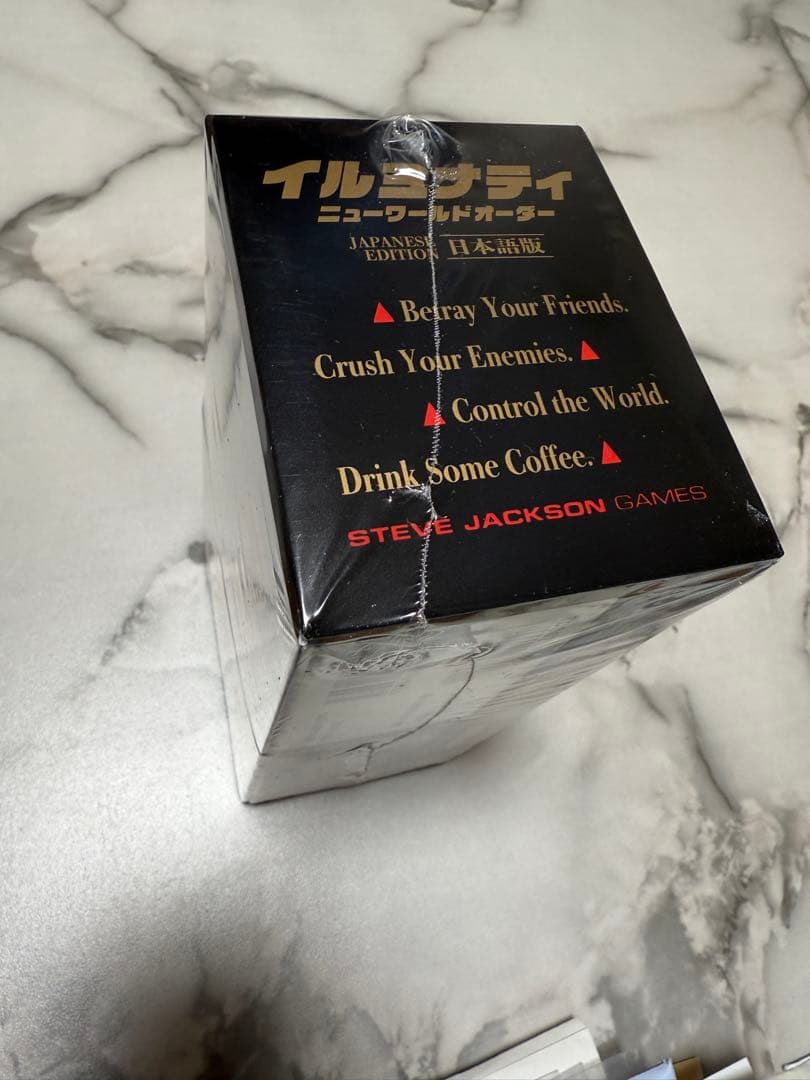 イルミナティ
ニューワールドオーダー
JAPANESE
EDITION 日本語版
▲ Betray Your Friends.
Crush Your Enemies. ▲
▲ Control the World.
Drink Some Coffee. ▲
STEVE JACKSON GAMES